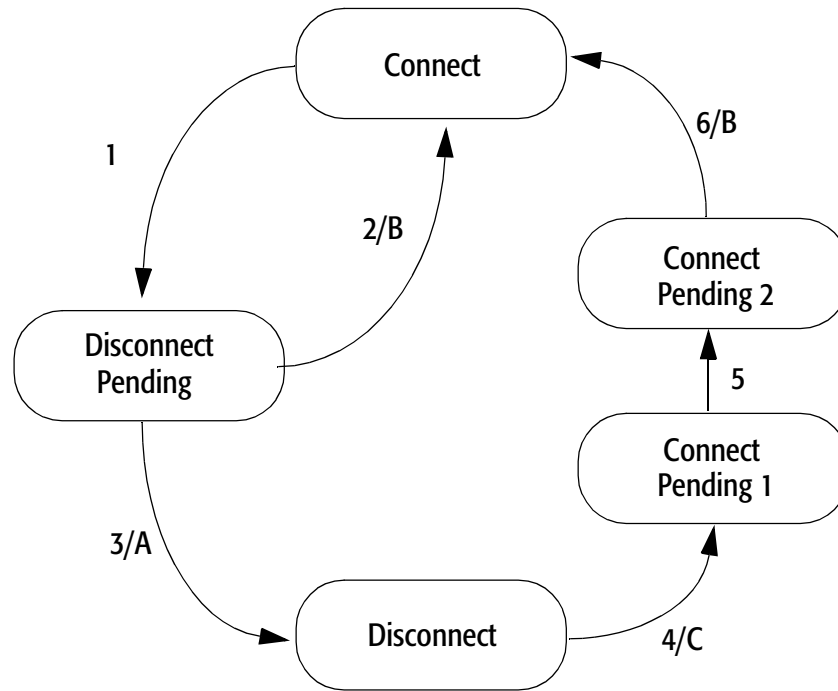 Connect
1
6/B
2/B
Connect
Pending 2
Disconnect
Pending
5
Connect
Pending 1
3/A
Disconnect
4/C